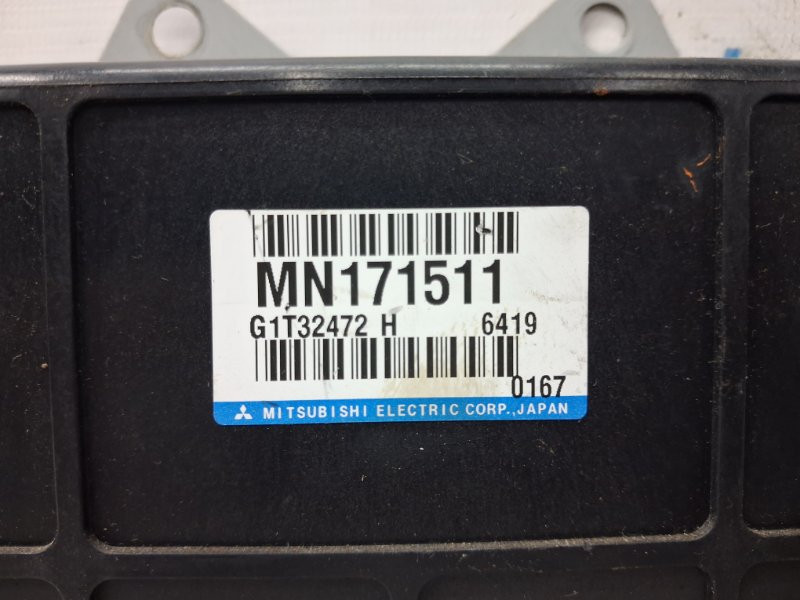 MN171511
G1T32472 H 6419
0167
MITSUBISHI ELECTRIC CORP., JAPAN